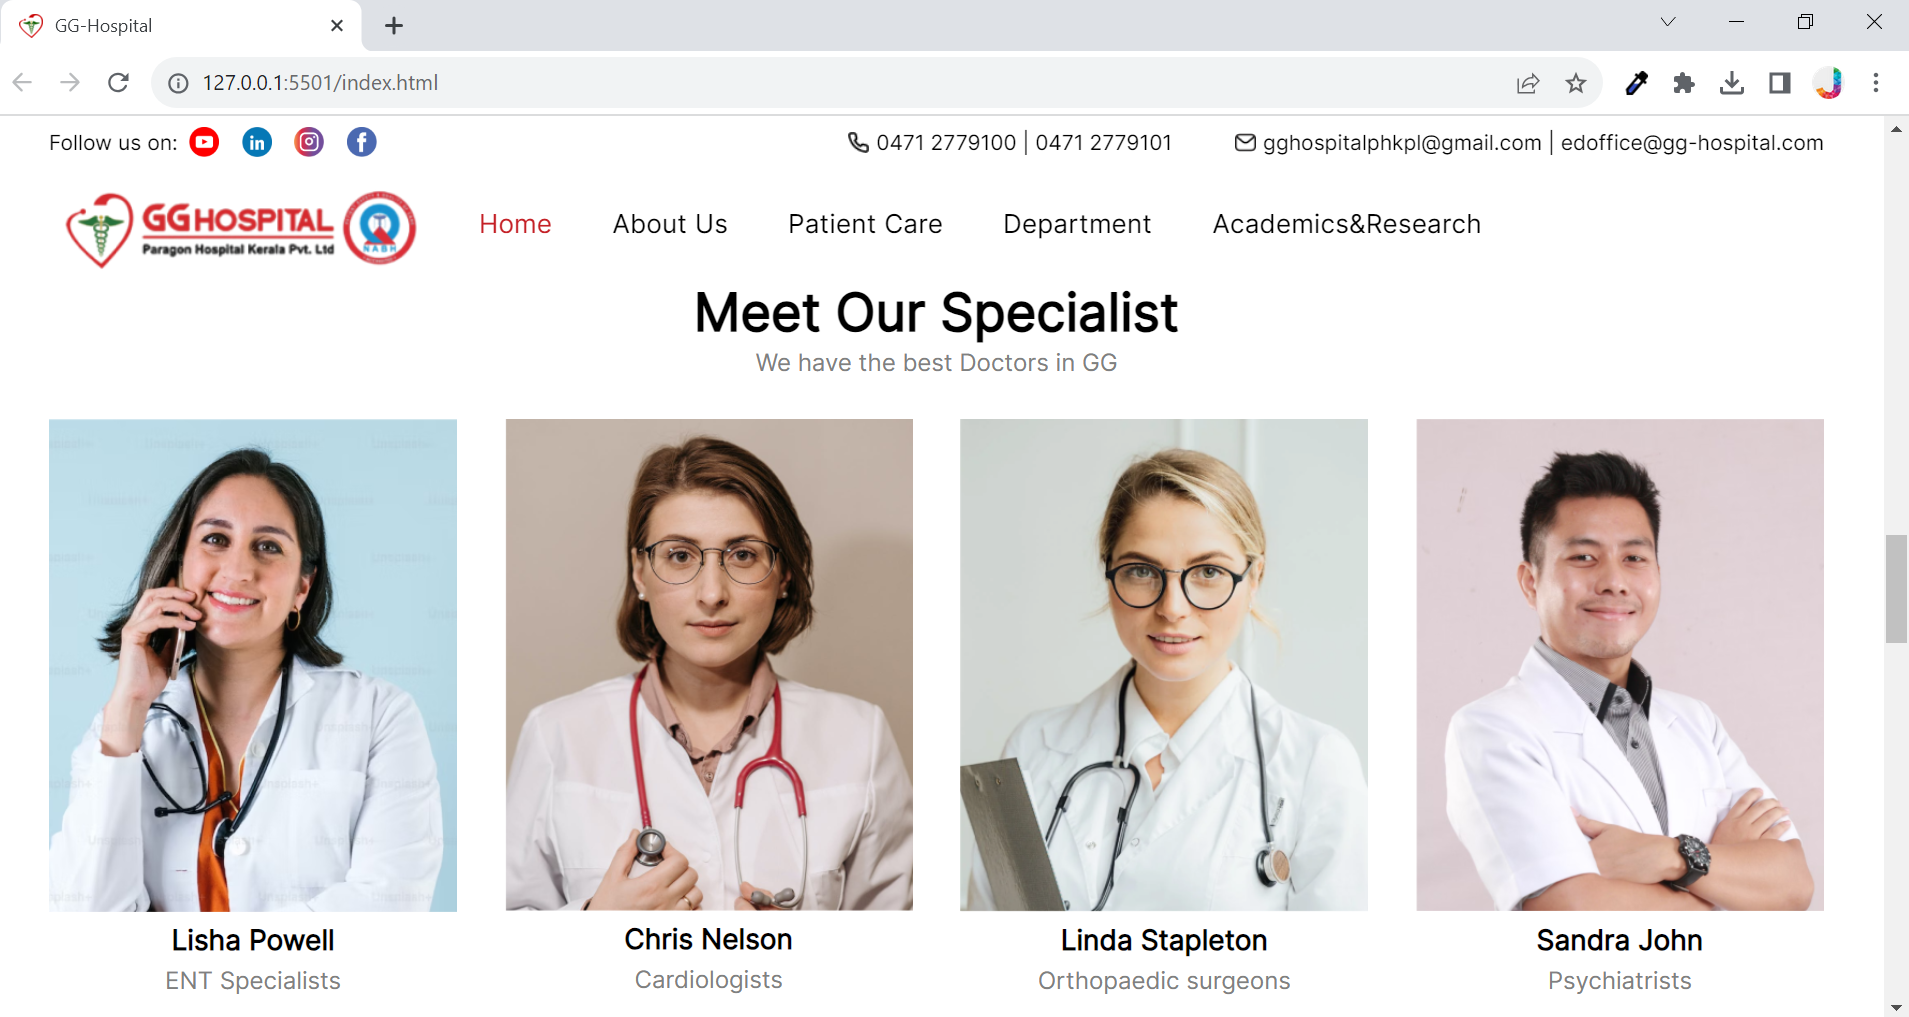 GG-Hospital
127.0.0.1:5501/index.html
Follow us on:
0471 2779100 | 0471 2779101
gghospitalphkpl@gmail.com | edoffice@gg-hospital.com
GG HOSPITAL
Paragon Hospital Kerala Pvt. Ltd
NABH
Home
About Us
Patient Care
Department
Academics&Research
Meet Our Specialist
We have the best Doctors in GG
Unsplash+
Lisha Powell
ENT Specialists
Chris Nelson
Cardiologists
Linda Stapleton
Orthopaedic surgeons
Sandra John
Psychiatrists